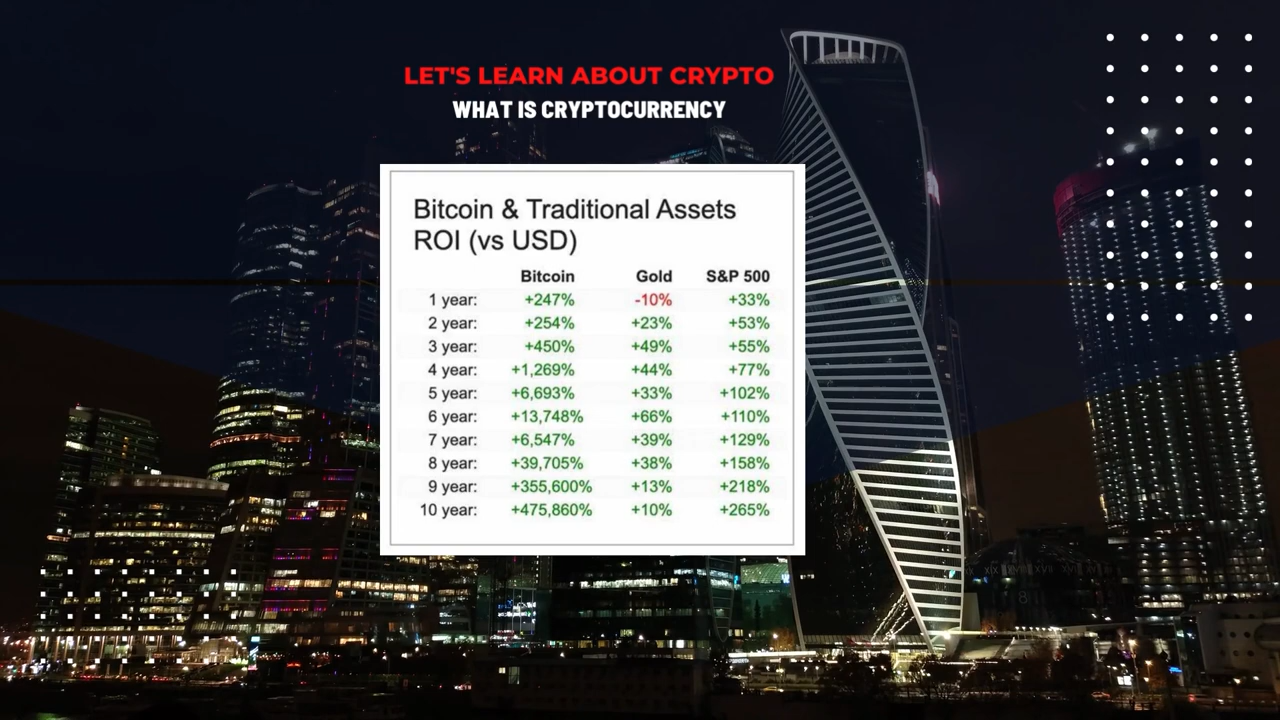 LET'S LEARN ABOUT CRYPTO
WHAT IS CRYPTOCURRENCY
Bitcoin & Traditional Assets
ROI (vs USD)
Bitcoin Gold S&P 500
1 year: +247% -10% +33%
2 year: +254% +23% +53%
3 year: +450% +49% +55%
4 year: +1,269% +44% +77%
5 year: +6,693% +33% +102%
6 year: +13,748% +66% +110%
7 year: +6,547% +39% +129%
8 year: +39,705% +38% +158%
9 year: +355,600% +13% +218%
10 year: +475,860% +10% +265%